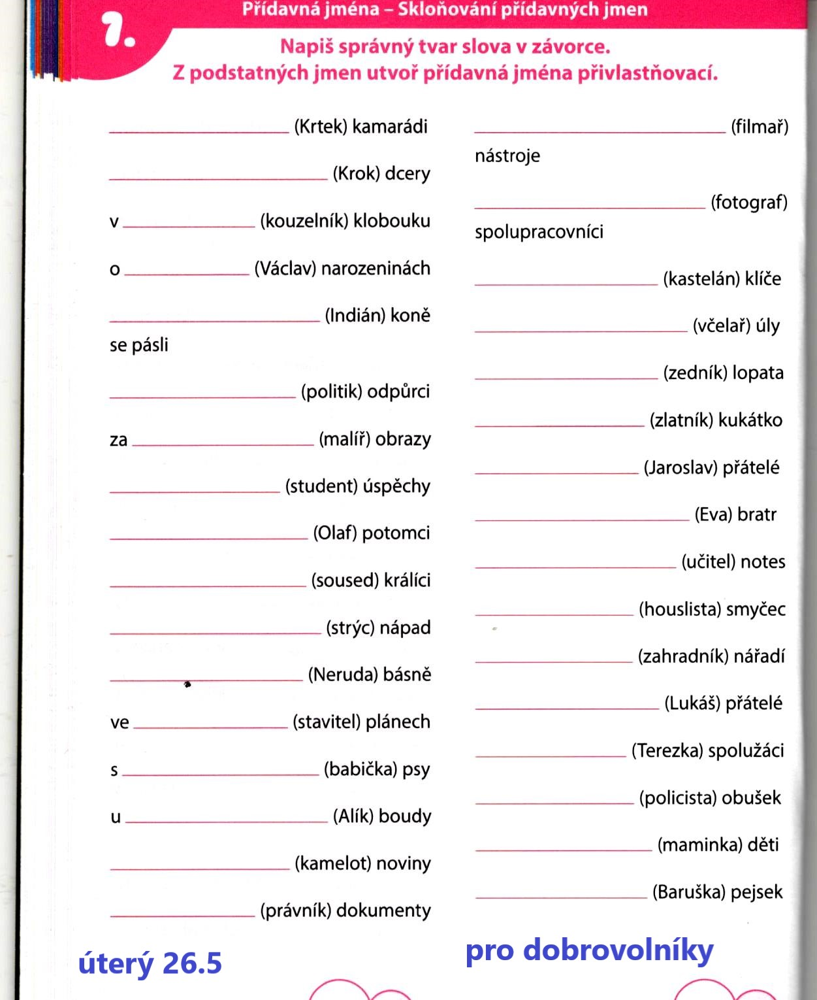 1.
Přídavná jména – Skloňování přídavných jmen
Napiš správný tvar slova v závorce.
Z podstatných jmen utvoř přídavná jména přivlastňovací.
(Krtek) kamarádi
(Krok) dcery
v (kouzelník) klobouku
o (Václav) narozeninách
(Indián) koně
se pásli
(politik) odpůrci
za (malíř) obrazy
(student) úspěchy
(Olaf) potomci
(soused) králíci
(strýc) nápad
(Neruda) básně
ve (stavitel) plánech
s (babička) psy
u (Alík) boudy
(kamelot) noviny
(právník) dokumenty
(filmař)
nástroje
(fotograf)
spolupracovníci
(kastelán) klíče
(včelař) úly
(zedník) lopata
(zlatník) kukátko
(Jaroslav) přátelé
(Eva) bratr
(učitel) notes
(houslista) smyčec
(zahradník) nářadí
(Lukáš) přátelé
(Terezka) spolužáci
(policista) obušek
(maminka) děti
(Baruška) pejsek
úterý 26.5
pro dobrovolníky